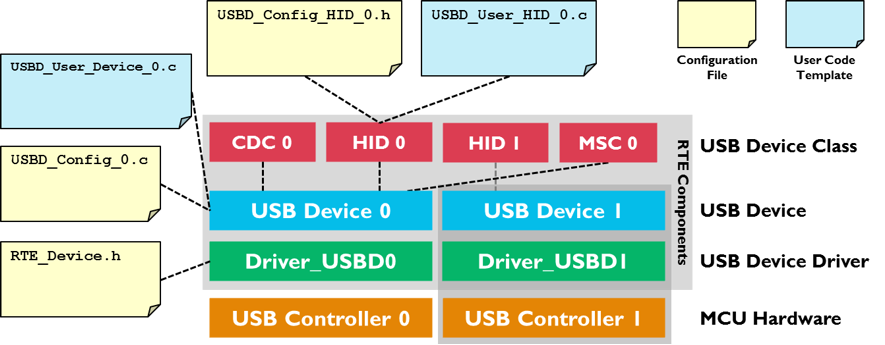 USBD_Config_HID_0.h
USBD_User_HID_0.c
Configuration
File
User Code
Template
USBD_User_Device_0.c
CDC 0
HID 0
HID 1
MSC 0
RTE Components
USB Device Class
USBD_Config_0.c
USB Device 0
USB Device 1
USB Device
RTE_Device.h
Driver_USBD0
Driver_USBD1
USB Device Driver
USB Controller 0
USB Controller 1
MCU Hardware